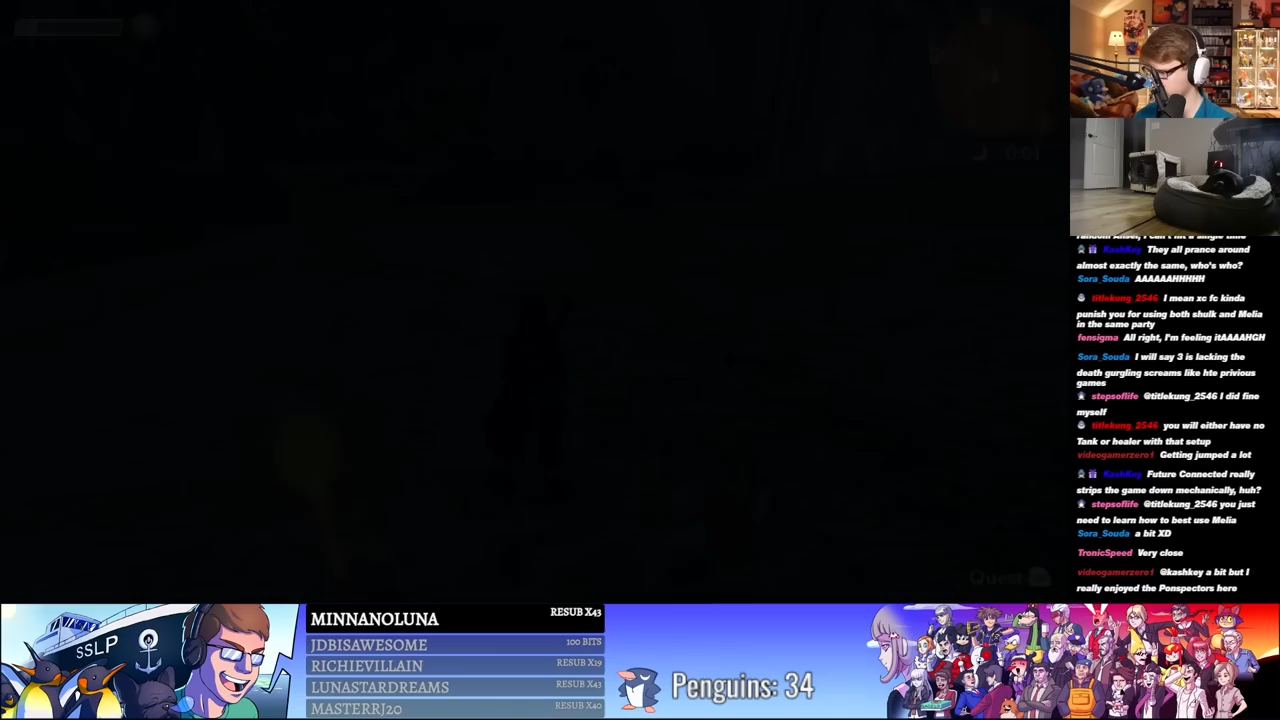 0:01
KashKey They all prance around
almost exactly the same, who's who?
Sora_Souda AAAAAAHHHHH
titlekung_2546 I mean xc fc kinda
punish you for using both shulk and Melia
in the same party
fensigma All right, I'm feeling itAAAAHGH
Sora_Souda I will say 3 is lacking the
death gurgling screams like hte privious
games
stepsoflife @titlekung_2546 I did fine
myself
titlekung_2546 you will either have no
Tank or healer with that setup
videogamerzero1 Getting jumped a lot
KashKey Future Connected really
strips the game down mechanically, huh?
stepsoflife @titlekung_2546 you just
need to learn how to best use Melia
Sora_Souda a bit XD
TronicSpeed Very close
videogamerzero1 @kashkey a bit but I
really enjoyed the Ponspectors here
Quest
SSLP
MINNANOLUNA RESUB X43
JDBISAWESOME 100 BITS
RICHIEVILLAIN RESUB X19
LUNASTARDREAMS RESUB X43
MASTERRJ20 RESUB X40
Penguins: 34